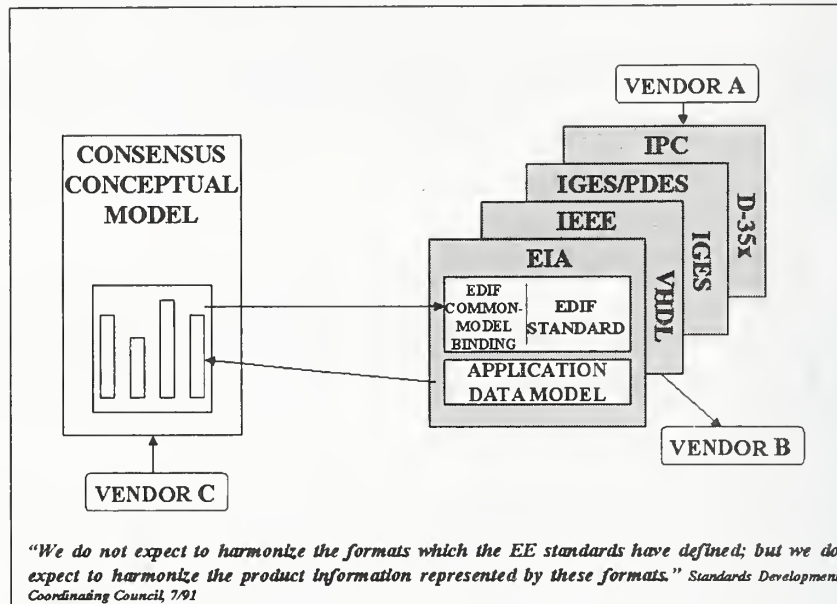 VENDOR A
CONSENSUS
CONCEPTUAL
MODEL
IPC
D-35x
IGES/PDES
IGES
IEEE
VHDL
EIA
EDIF
COMMON-
MODEL
BINDING
EDIF
STANDARD
APPLICATION
DATA MODEL
VENDOR B
VENDOR C
"We do not expect to harmonize the formats which the EE standards have defined; but we do
expect to harmonize the product information represented by these formats." Standards Development
Coordinating Council, 7/91